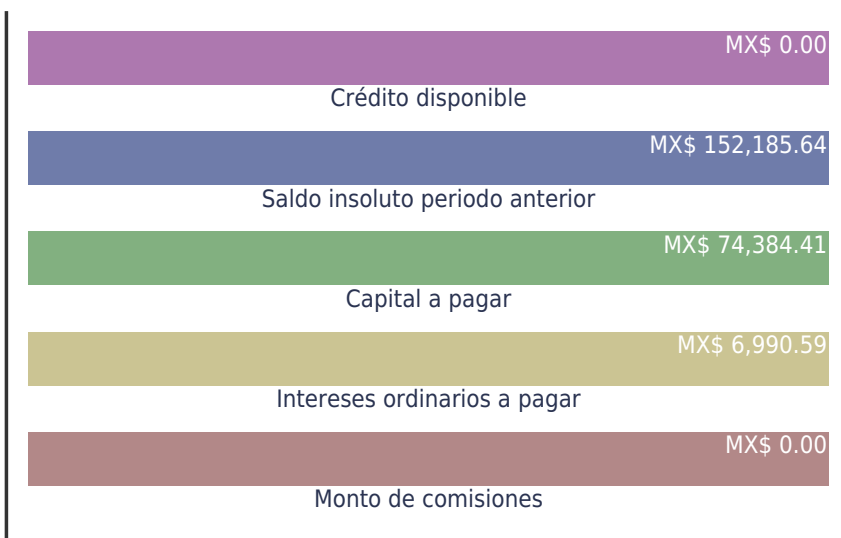 MX$ 0.00
Crédito disponible
MX$ 152,185.64
Saldo insoluto periodo anterior
MX$ 74,384.41
Capital a pagar
MX$ 6,990.59
Intereses ordinarios a pagar
MX$ 0.00
Monto de comisiones